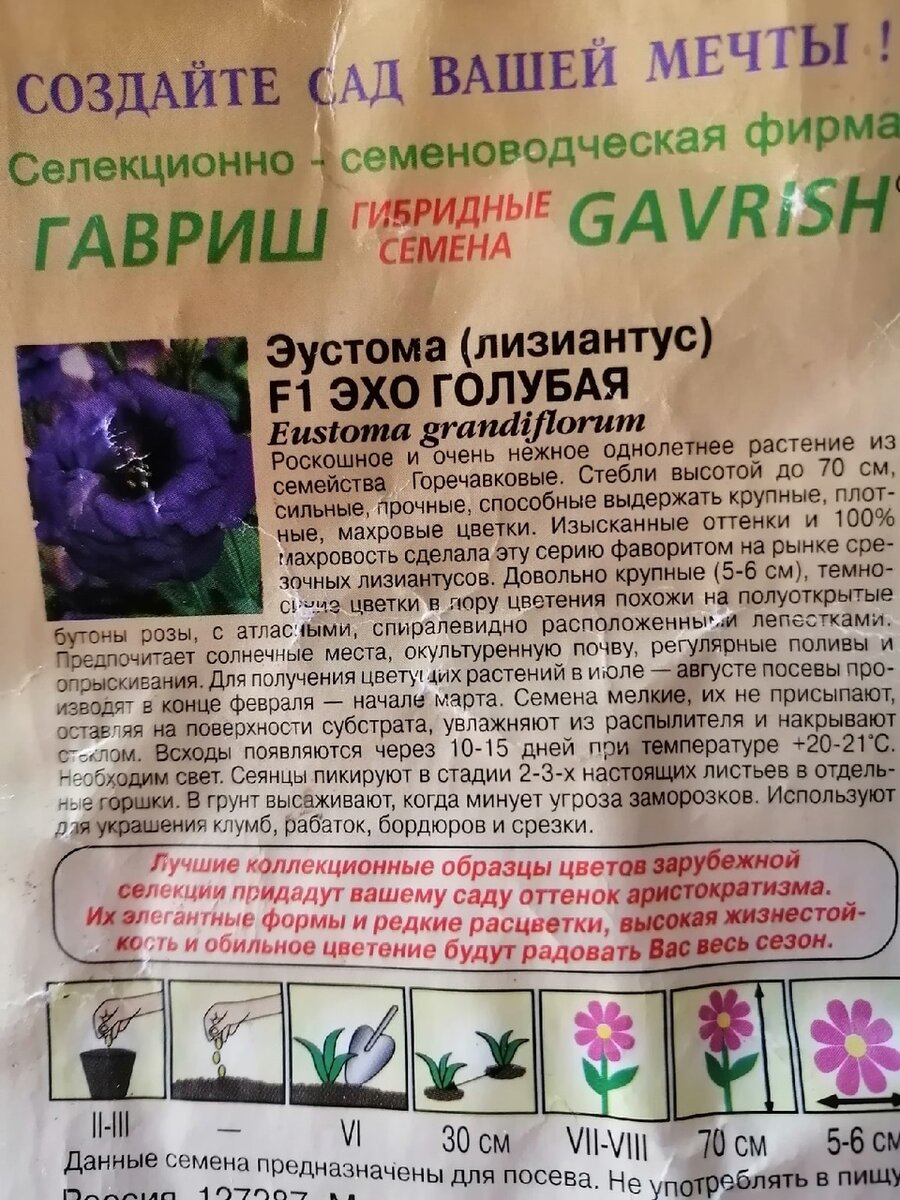 СОЗДАЙТЕ САД ВАШЕЙ МЕЧТЫ !
Селекционно - семеноводческая фирма
ГАВРИШ ГИБРИДНЫЕ СЕМЕНА GAVRISH
Эустома (лизиантус)
F1 ЭХО ГОЛУБАЯ
Eustoma grandiflorum
Роскошное и очень нежное однолетнее растение из
семейства Горечавковые. Стебли высотой до 70 см,
сильные, прочные, способные выдержать крупные, плот-
ные, махровые цветки. Изысканные оттенки и 100%
махровость сделала эту серию фаворитом на рынке сре-
зочных лизиантусов. Довольно крупные (5-6 см), темно-
синие цветки в пору цветения похожи на полуоткрытые
бутоны розы, с атласными, спиралевидно расположенными лепестками.
Предпочитает солнечные места, окультуренную почву, регулярные поливы и
опрыскивания. Для получения цветущих растений в июле — августе посевы про-
изводят в конце февраля — начале марта. Семена мелкие, их не присыпают,
оставляя на поверхности субстрата, увлажняют из распылителя и накрывают
стеклом. Всходы появляются через 10-15 дней при температуре +20-21°С.
Необходим свет. Сеянцы пикируют в стадии 2-3-х настоящих листьев в отдель-
ные горшки. В грунт высаживают, когда минует угроза заморозков. Используют
для украшения клумб, рабаток, бордюров и срезки.
Лучшие коллекционные образцы цветов зарубежной
селекции придадут вашему саду оттенок аристократизма.
Их элегантные формы и редкие расцветки, высокая жизнестой-
кость и обильное цветение будут радовать Вас весь сезон.
II-III — VI 30 см VII-VIII 70 см 5-6 см
Данные семена предназначены для посева. Не употреблять в пищу
Россия, 127287